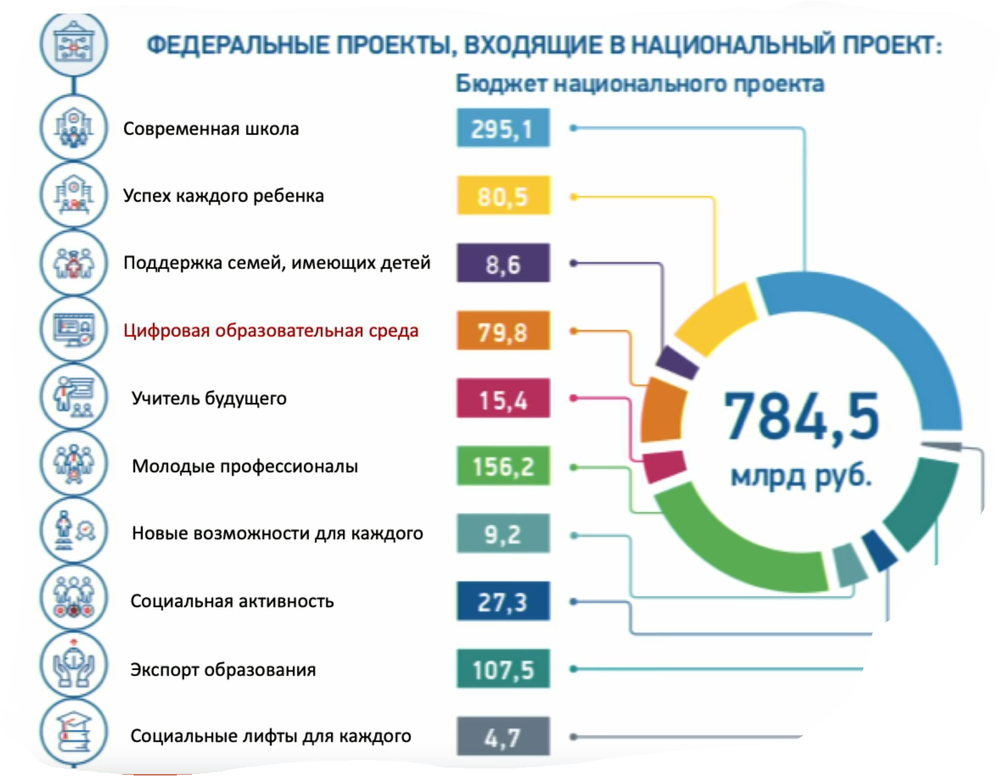 ФЕДЕРАЛЬНЫЕ ПРОЕКТЫ, ВХОДЯЩИЕ В НАЦИОНАЛЬНЫЙ ПРОЕКТ:
Бюджет национального проекта
Современная школа 295,1
Успех каждого ребенка 80,5
Поддержка семей, имеющих детей 8,6
Цифровая образовательная среда 79,8
Учитель будущего 15,4
Молодые профессионалы 156,2
Новые возможности для каждого 9,2
Социальная активность 27,3
Экспорт образования 107,5
Социальные лифты для каждого 4,7
784,5
млрд руб.